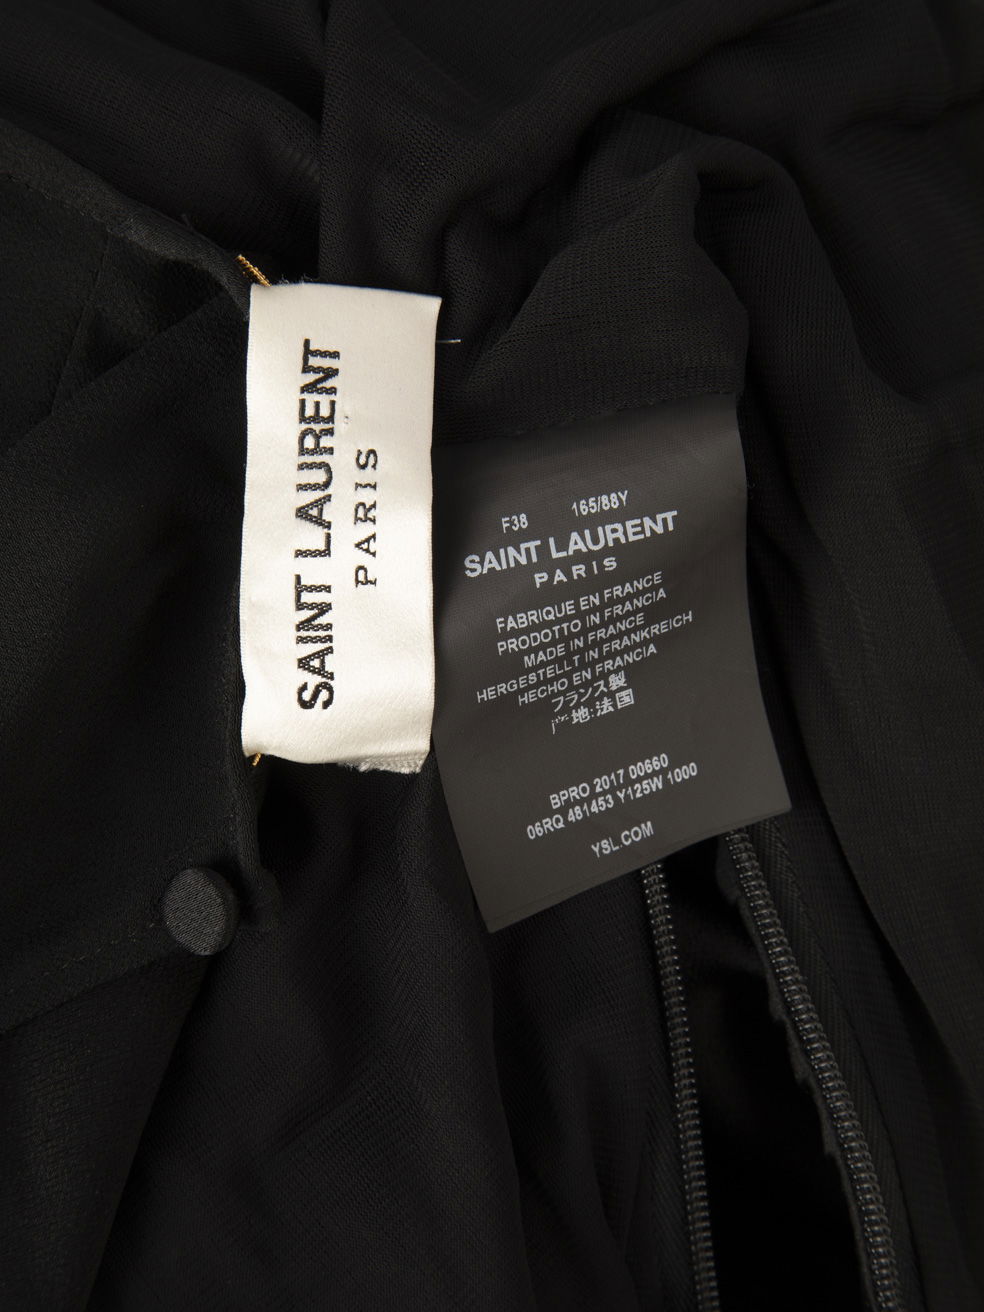 SAINT LAURENT
PARIS
F38 165/88Y
SAINT LAURENT
PARIS
FABRIQUE EN FRANCE
PRODOTTO IN FRANCIA
MADE IN FRANCE
HERGESTELLT IN FRANKREICH
HECHO EN FRANCIA
フランス製
地:法国
BPRO 2017 00660
06RQ 481453 Y125W 1000
YSL.COM